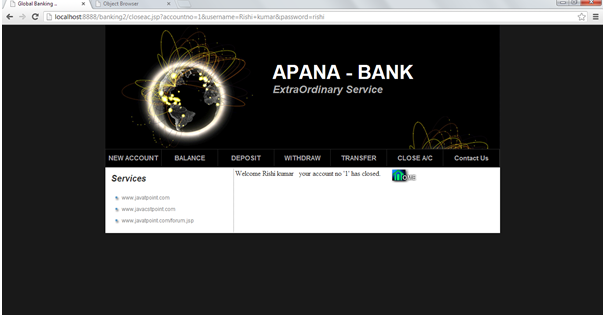 Global Banking ..
Object Browser
localhost:8888/banking2/closeac.jsp?accountno=1&username=Rishi+kumar&password=rishi
APANA - BANK
ExtraOrdinary Service
NEW ACCOUNT BALANCE DEPOSIT WITHDRAW TRANSFER CLOSE A/C Contact Us
Services
Welcome Rishi kumar your account no '1' has closed.
www.javatpoint.com
www.javacstpoint.com
www.javatpoint.com/forum.jsp